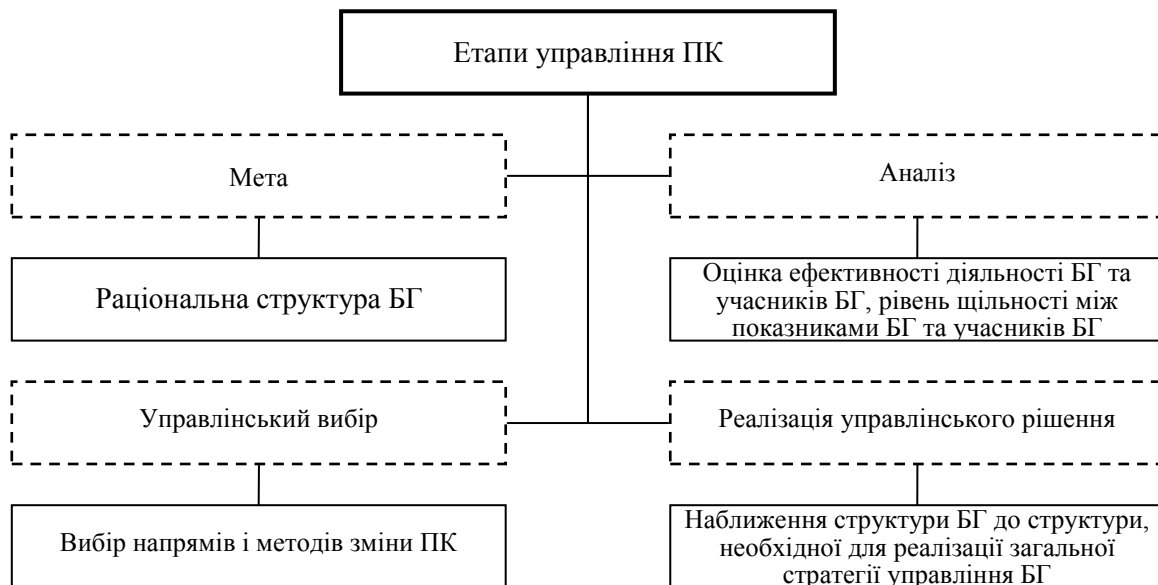 Етапи управління ПК
Мета
Аналіз
Раціональна структура БГ
Оцінка ефективності діяльності БГ та
учасників БГ, рівень щільності між
показниками БГ та учасників БГ
Управлінський вибір
Реалізація управлінського рішення
Вибір напрямів і методів зміни ПК
Наближення структури БГ до структури,
необхідної для реалізації загальної
стратегії управління БГ